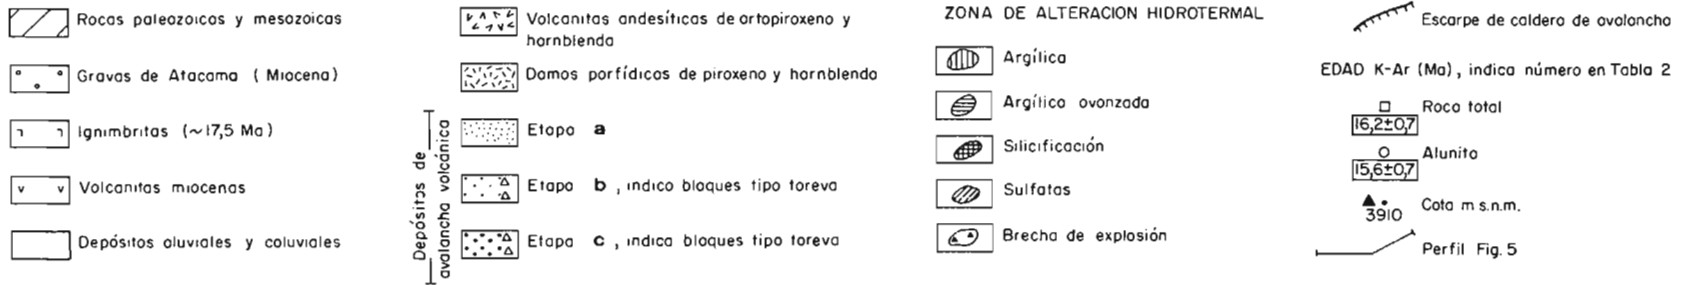 Rocas paleozoicas y mesozoicas
Gravas de Atacama (Mioceno)
Ignimbritas (~17,5 Ma)
Volcanitas miocenas
Depósitos aluviales y coluviales
Volcanitas andesíticas de ortopiroxeno y
hornblenda
Domos porfídicos de piroxeno y hornblenda
Depósitos de
avalancha volcánica
Etapa a
Etapa b, indica bloques tipo toreva
Etapa c, indica bloques tipo toreva
ZONA DE ALTERACION HIDROTERMAL
Argílica
Argílica avanzada
Silicificación
Sulfatos
Brecha de explosión
Escarpe de caldero de avalancha
EDAD K-Ar (Ma), indica número en Tabla 2
Roca total
16,2±0,7
Alunita
15,6±0,7
Cota m s.n.m.
3910
Perfil Fig. 5